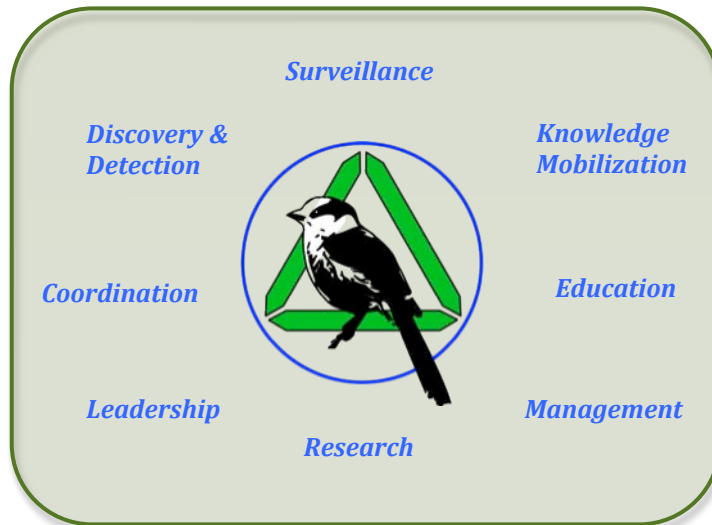 Surveillance
Discovery &
Detection
Knowledge
Mobilization
Coordination
Education
Leadership
Management
Research